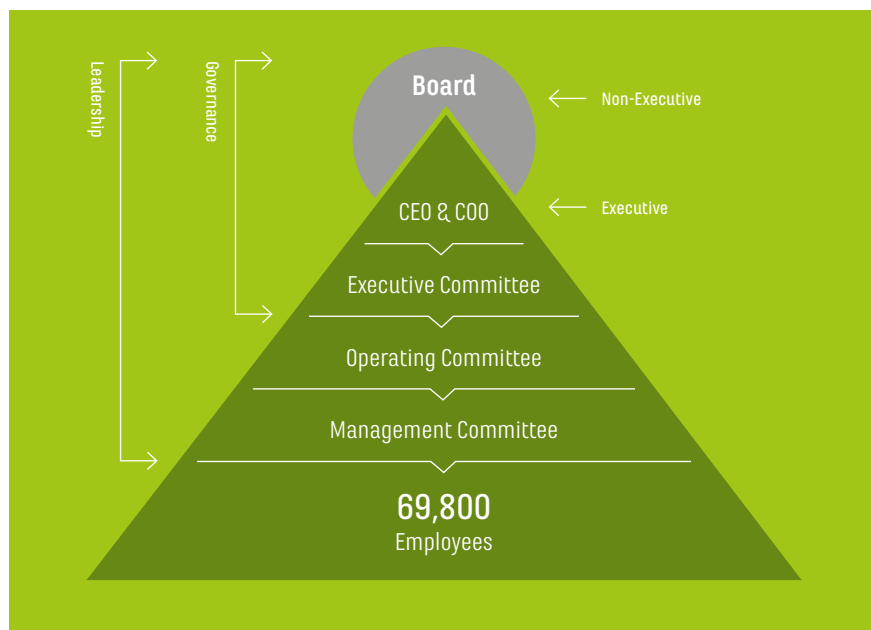 Leadership
Governance
Board
Non-Executive
CEO & COO
Executive
Executive Committee
Operating Committee
Management Committee
69,800
Employees